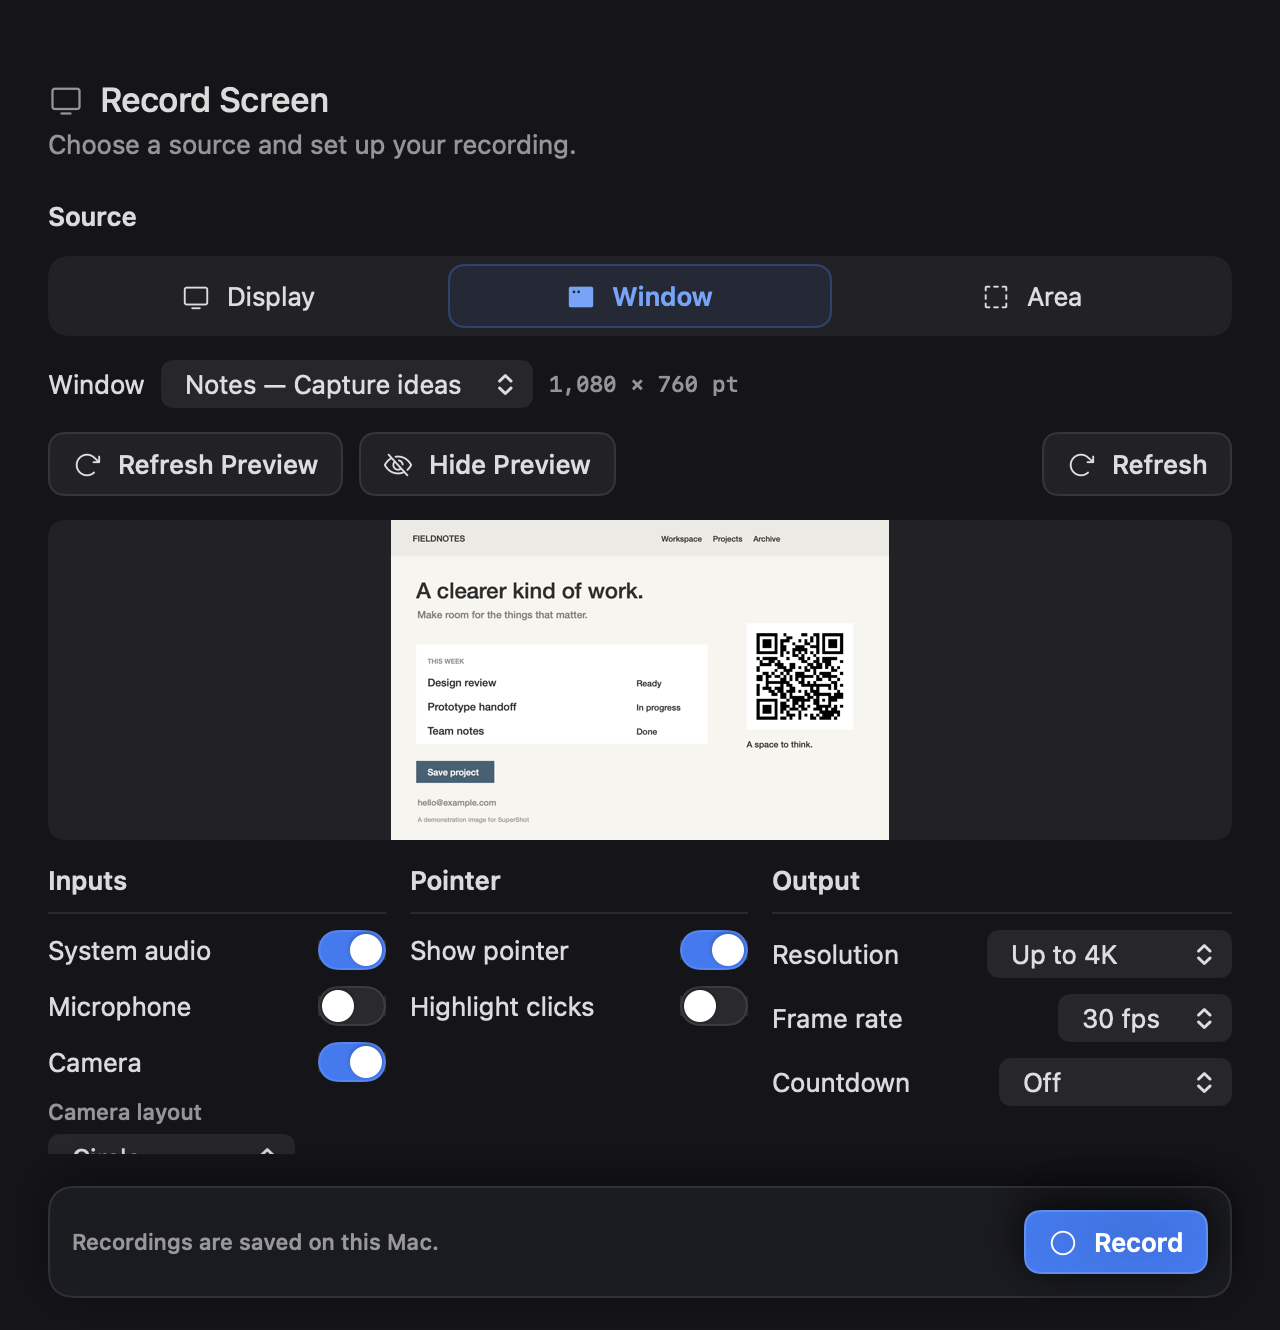 Record Screen
Choose a source and set up your recording.
Source
Display
Window
Area
Window
Notes — Capture ideas
1,080 × 760 pt
Refresh Preview
Hide Preview
Refresh
FIELDNOTES
Workspace Projects Archive
A clearer kind of work.
Make room for the things that matter.
THIS WEEK
Design review Ready
Prototype handoff In progress
Team notes Done
A space to think.
Save project
hello@example.com
A demonstration image for SuperShot
Inputs
System audio
Microphone
Camera
Camera layout
Circle
Pointer
Show pointer
Highlight clicks
Output
Resolution Up to 4K
Frame rate 30 fps
Countdown Off
Recordings are saved on this Mac.
Record